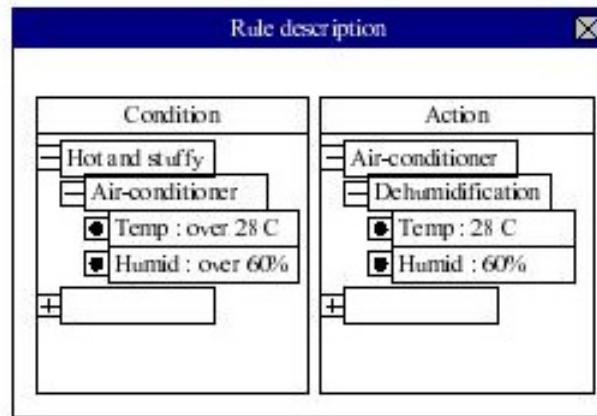 Rule description
Condition
Hot and stuffy
Air-conditioner
Temp : over 28 C
Humid : over 60%
Action
Air-conditioner
Dehumidification
Temp : 28 C
Humid : 60%